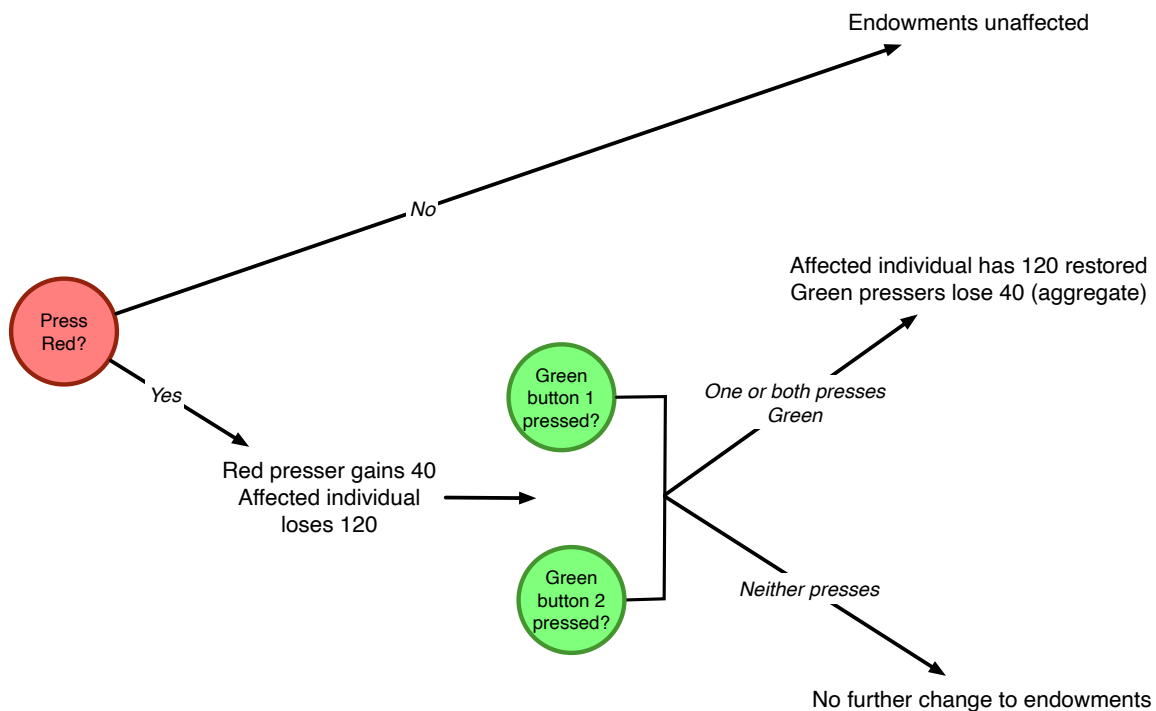 Endowments unaffected
No
Press
Red?
Yes
Red presser gains 40
Affected individual
loses 120
Green
button 1
pressed?
Green
button 2
pressed?
One or both presses
Green
Affected individual has 120 restored
Green pressers lose 40 (aggregate)
Neither presses
No further change to endowments